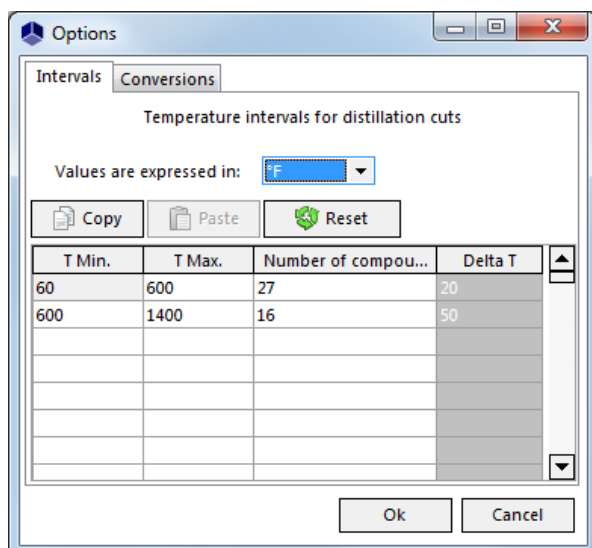 Options
Intervals Conversions
Temperature intervals for distillation cuts
Values are expressed in: °F
Copy Paste Reset
T Min. T Max. Number of compou... Delta T
60 600 27 20
600 1400 16 50
Ok Cancel